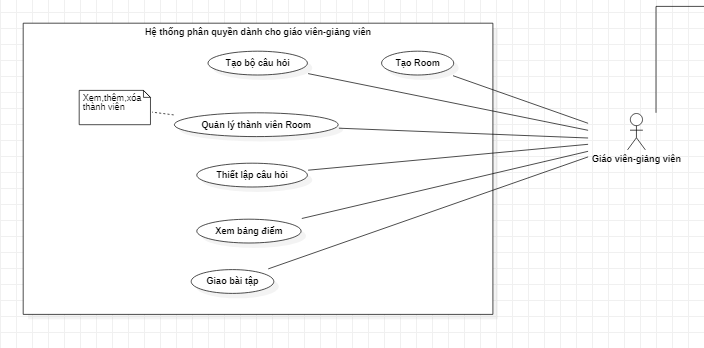 Hệ thống phân quyền dành cho giáo viên-giảng viên
Tạo bộ câu hỏi
Tạo Room
Xem,thêm,xóa
thành viên
Quản lý thành viên Room
Giáo viên-giảng viên
Thiết lập câu hỏi
Xem bảng điểm
Giao bài tập